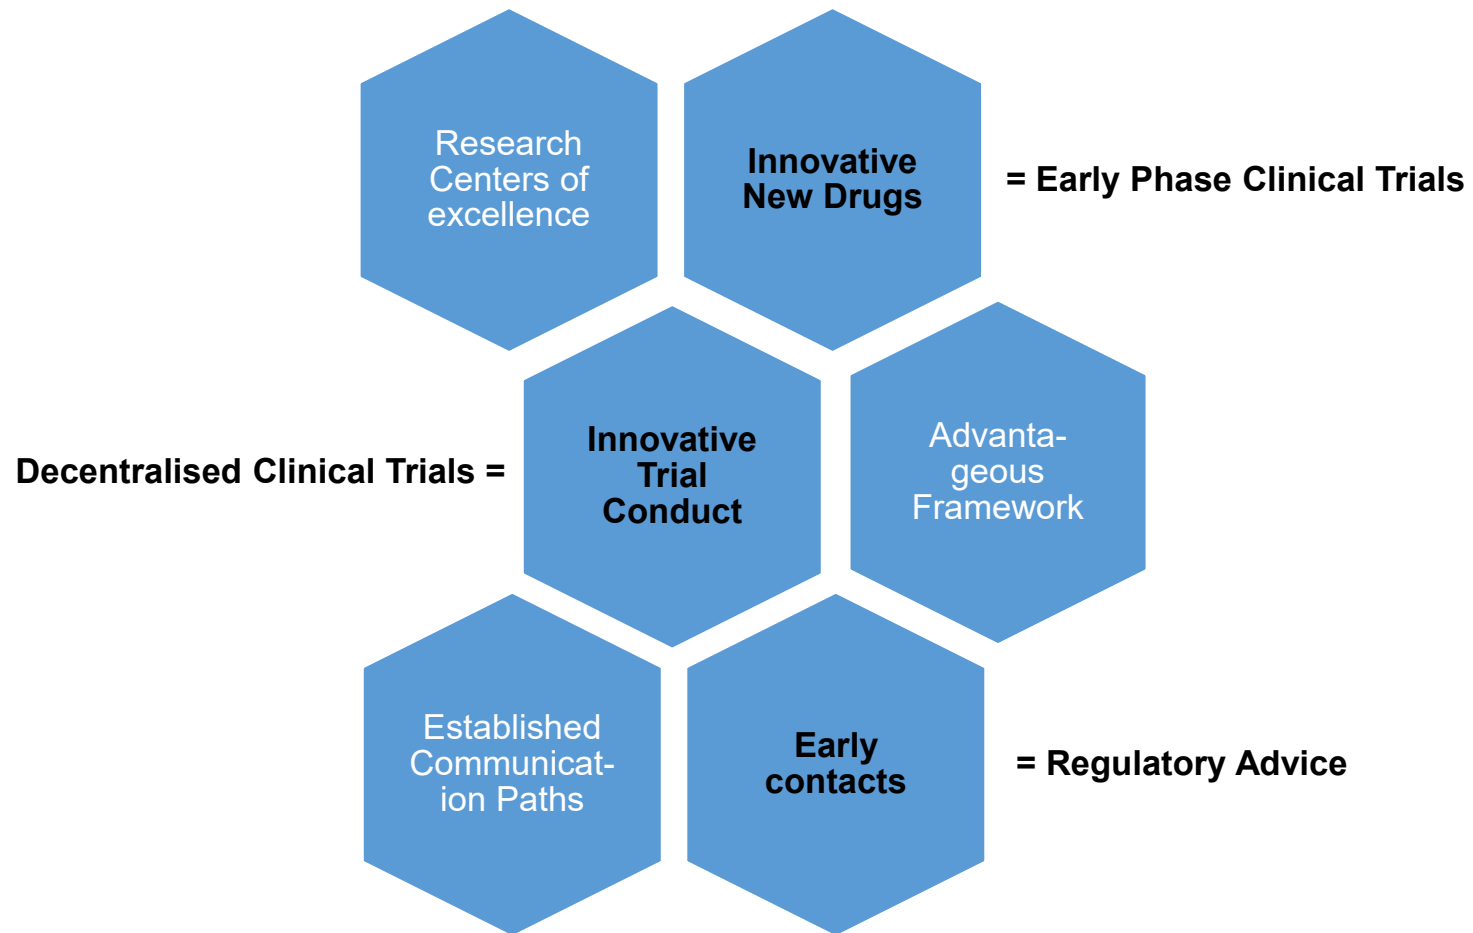 Research
Centers of
excellence
Innovative
New Drugs
= Early Phase Clinical Trials
Decentralised Clinical Trials =
Innovative
Trial
Conduct
Advanta-
geous
Framework
Established
Communicat-
ion Paths
Early
contacts
= Regulatory Advice